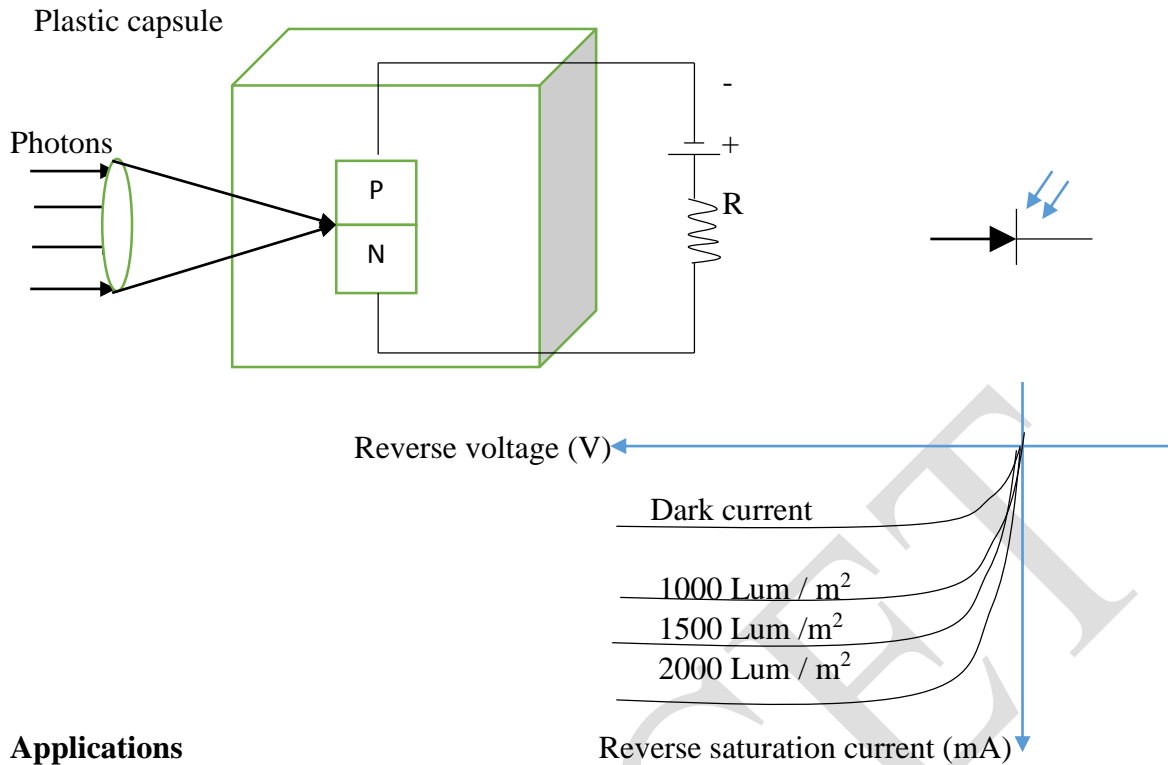 Plastic capsule
-
Photons
+
P
R
N
Reverse voltage (V)
Dark current
1000 Lum / m²
1500 Lum /m²
2000 Lum / m²
Applications
Reverse saturation current (mA)
CET